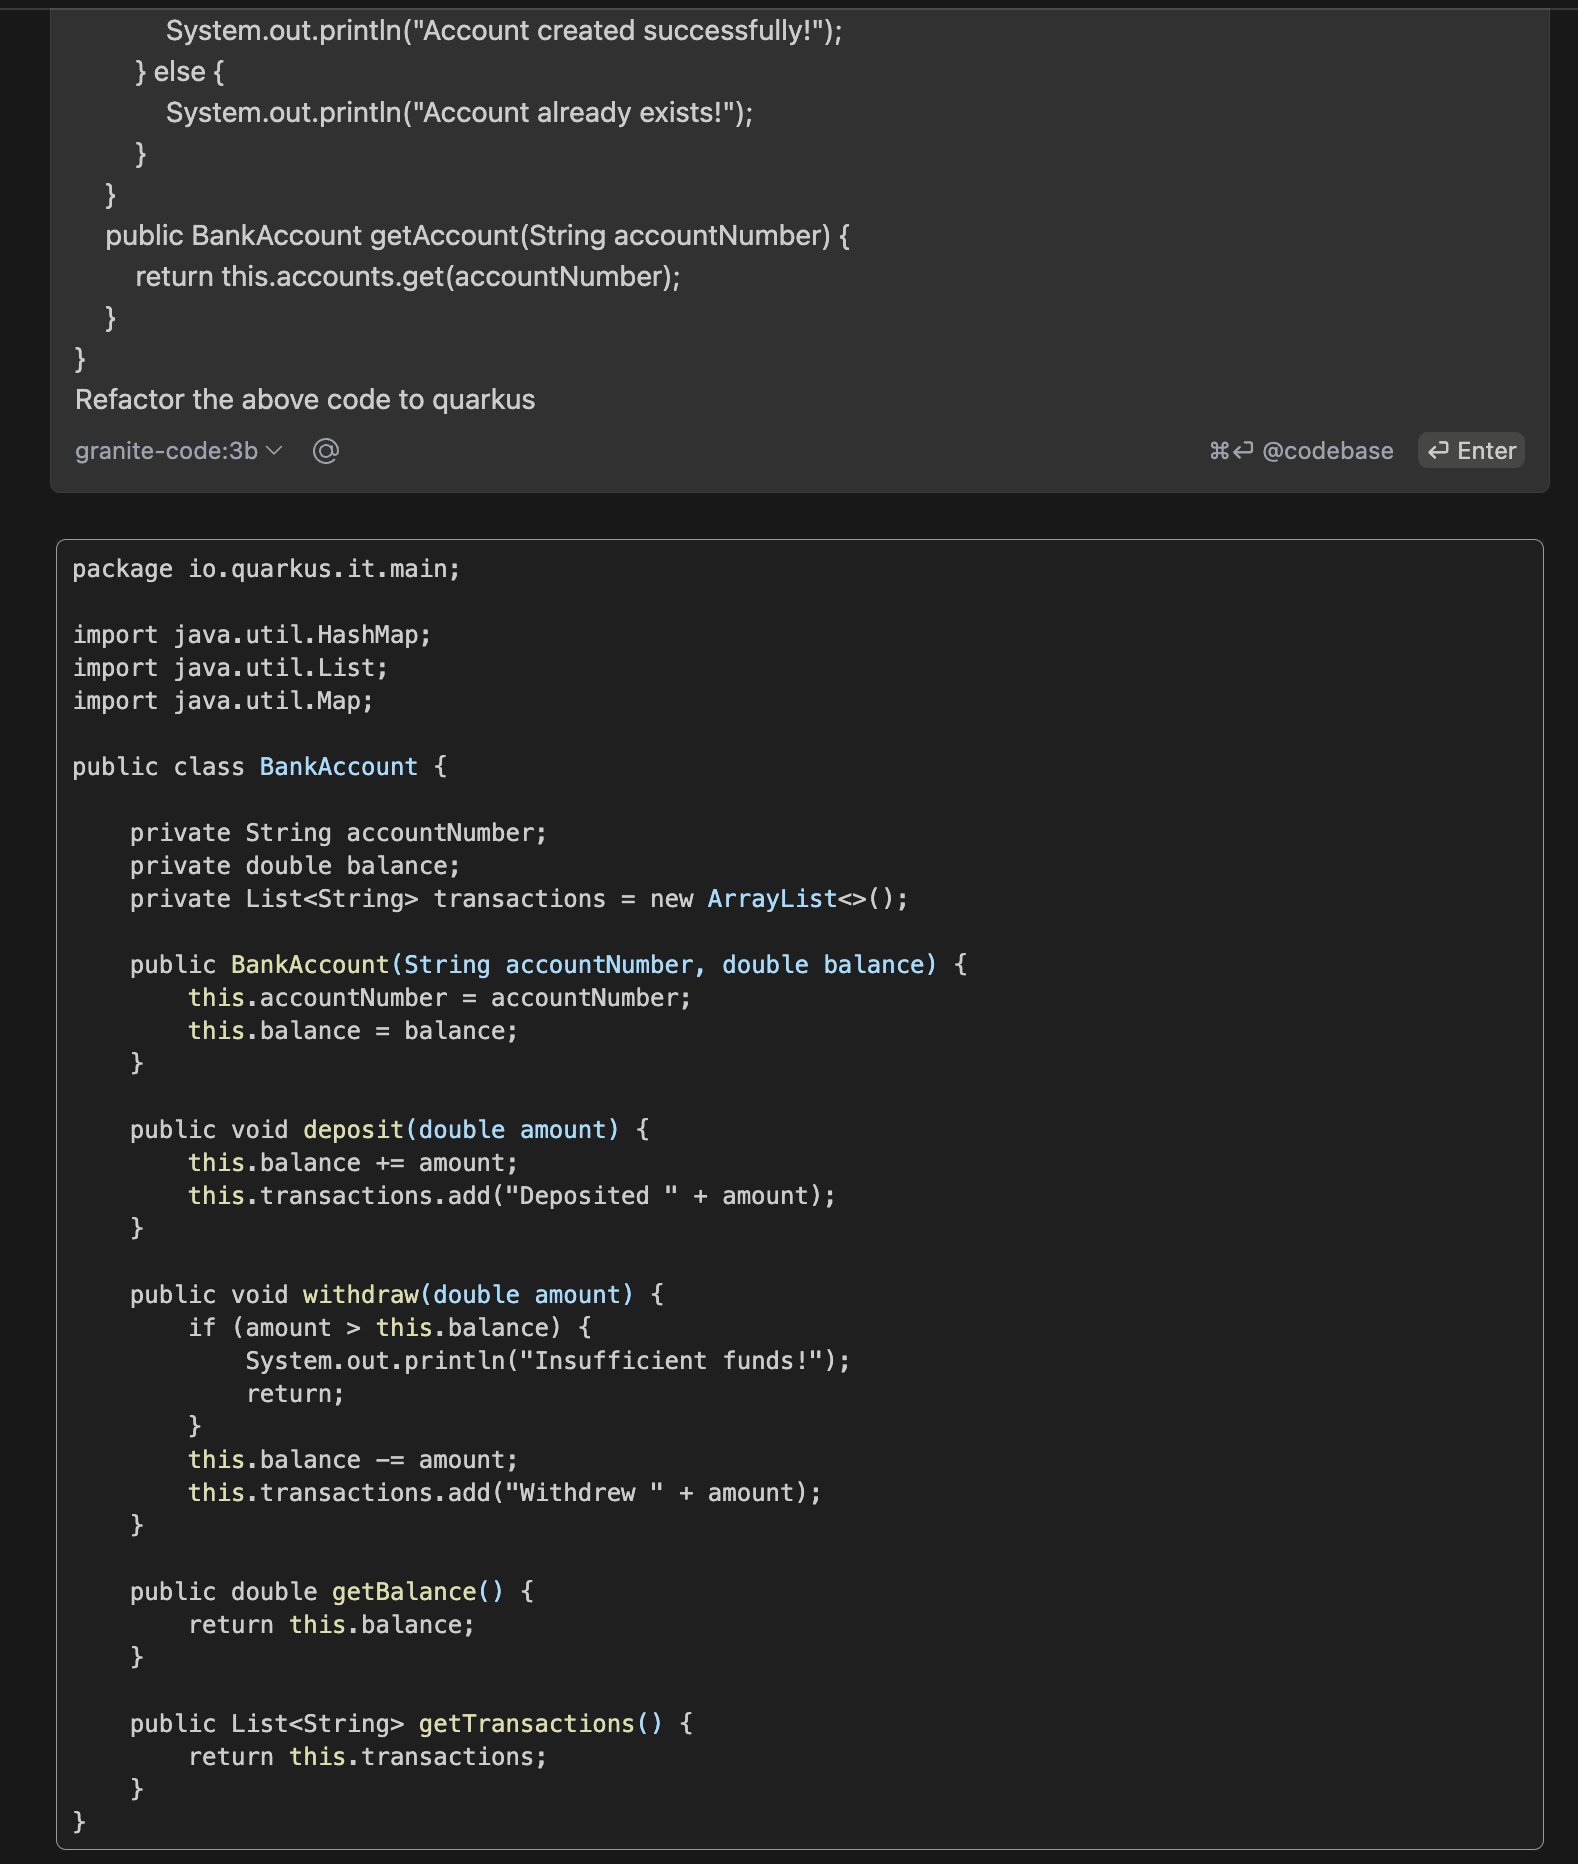 System.out.println("Account created successfully!");
} else {
System.out.println("Account already exists!");
}
}
public BankAccount getAccount(String accountNumber) {
return this.accounts.get(accountNumber);
}
}
Refactor the above code to quarkus
granite-code:3b @ ⌘⏎ @codebase ⏎ Enter
package io.quarkus.it.main;
import java.util.HashMap;
import java.util.List;
import java.util.Map;
public class BankAccount {
private String accountNumber;
private double balance;
private List<String> transactions = new ArrayList<>();
public BankAccount(String accountNumber, double balance) {
this.accountNumber = accountNumber;
this.balance = balance;
}
public void deposit(double amount) {
this.balance += amount;
this.transactions.add("Deposited " + amount);
}
public void withdraw(double amount) {
if (amount > this.balance) {
System.out.println("Insufficient funds!");
return;
}
this.balance -= amount;
this.transactions.add("Withdrew " + amount);
}
public double getBalance() {
return this.balance;
}
public List<String> getTransactions() {
return this.transactions;
}
}